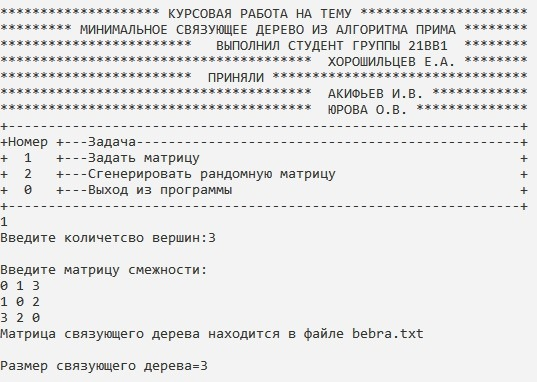 ******************** КУРСОВАЯ РАБОТА НА ТЕМУ *********************
********* МИНИМАЛЬНОЕ СВЯЗУЮЩЕЕ ДЕРЕВО ИЗ АЛГОРИТМА ПРИМА ********
************************   ВЫПОЛНИЛ СТУДЕНТ ГРУППЫ 21ВВ1  ********
***************************************  ХОРОШИЛЬЦЕВ Е.А. ********
************************  ПРИНЯЛИ ********************************
***************************************  АКИФЬЕВ И.В. ************
***************************************  ЮРОВА О.В. **************
+----------------------------------------------------------------+
+Номер +---Задача------------------------------------------------+
+  1   +---Задать матрицу                                        +
+  2   +---Сгенерировать рандомную матрицу                       +
+  0   +---Выход из программы                                    +
+----------------------------------------------------------------+
1
Введите количетсво вершин:3
Введите матрицу смежности:
0 1 3
1 0 2
3 2 0
Матрица связующего дерева находится в файле bebra.txt
Размер связующего дерева=3